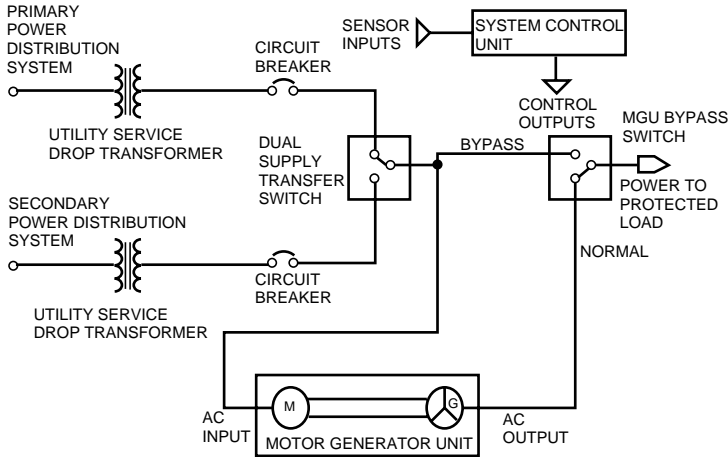 PRIMARY
POWER
DISTRIBUTION
SYSTEM
UTILITY SERVICE
DROP TRANSFORMER
CIRCUIT
BREAKER
SENSOR
INPUTS
SYSTEM CONTROL
UNIT
CONTROL
OUTPUTS
MGU BYPASS
SWITCH
DUAL
SUPPLY
TRANSFER
SWITCH
BYPASS
POWER TO
PROTECTED
LOAD
NORMAL
SECONDARY
POWER DISTRIBUTION
SYSTEM
UTILITY SERVICE
DROP TRANSFORMER
CIRCUIT
BREAKER
AC
INPUT
M
G
MOTOR GENERATOR UNIT
AC
OUTPUT